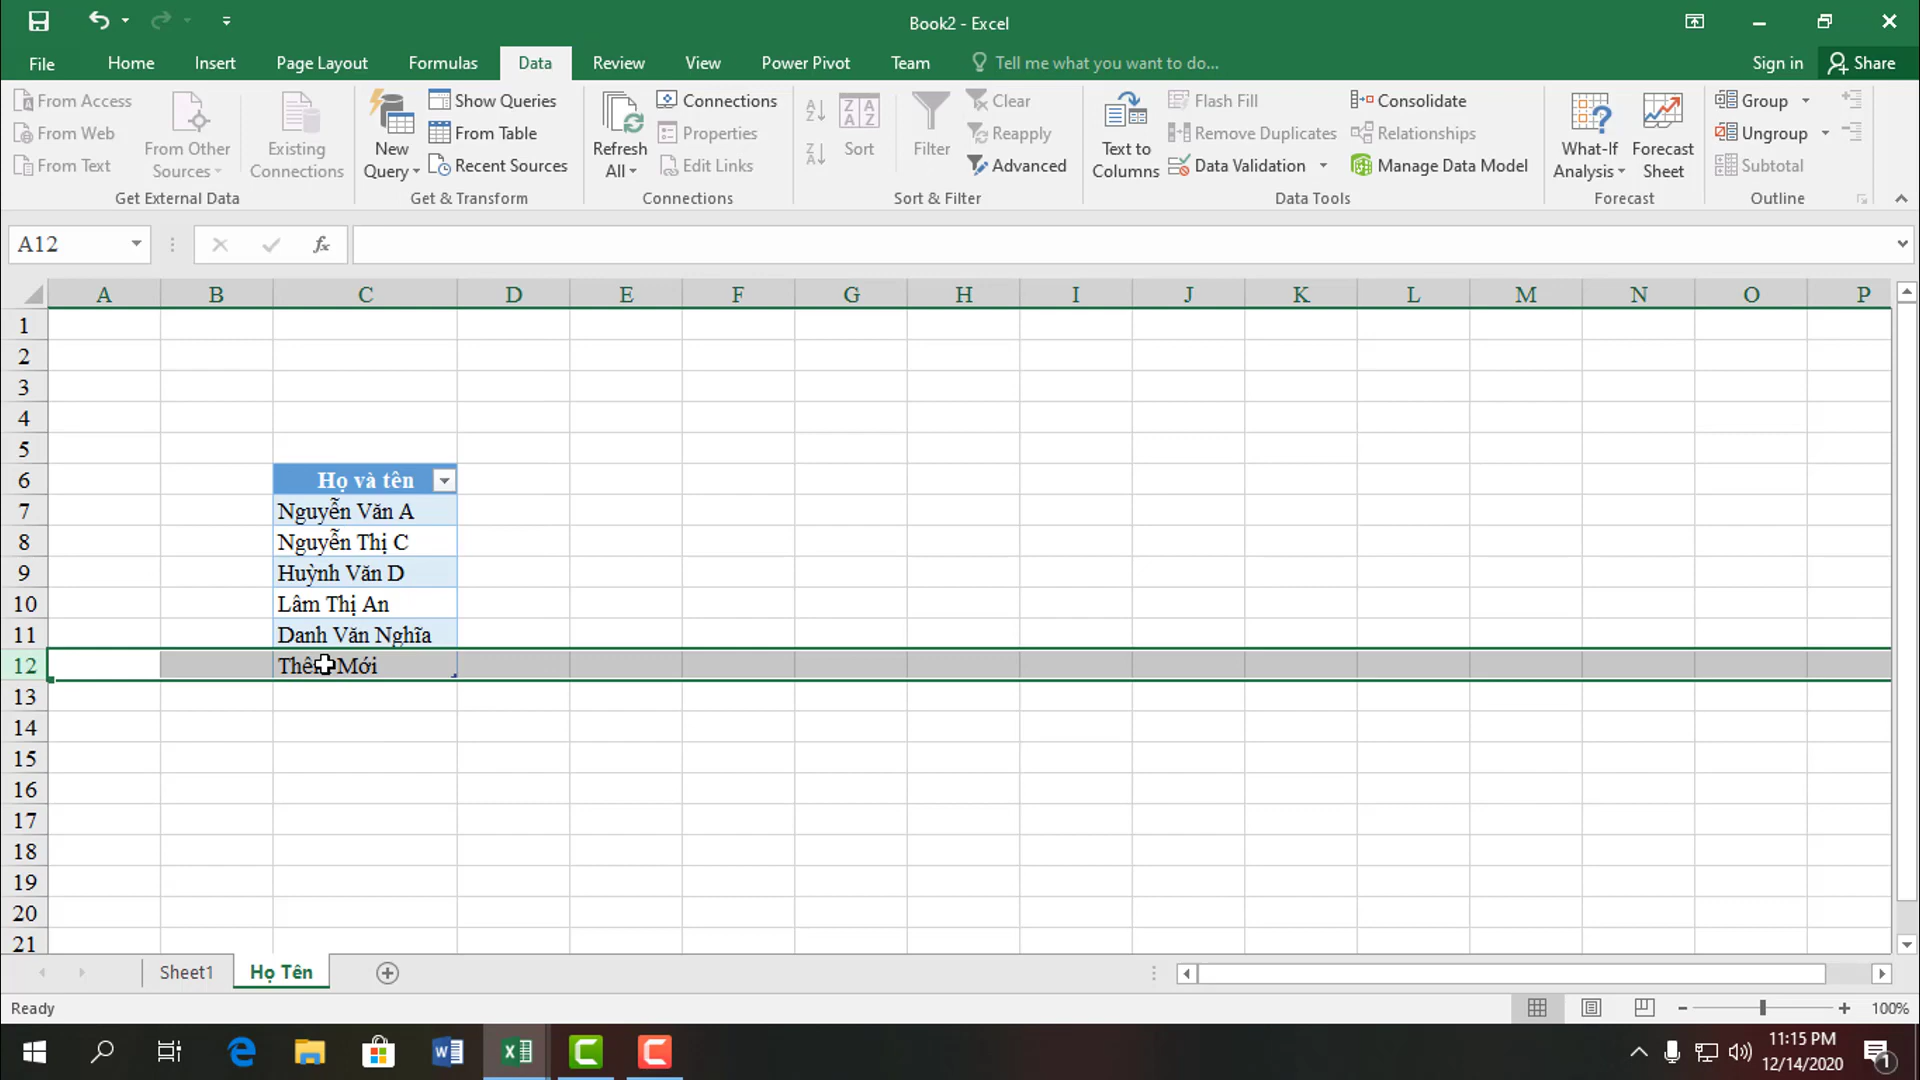 Book2 - Excel
File Home Insert Page Layout Formulas Data Review View Power Pivot Team Tell me what you want to do... Sign in Share
From Access
From Web
From Text
From Other Sources
Existing Connections
Get External Data
New Query
Show Queries
From Table
Recent Sources
Get & Transform
Refresh All
Connections
Properties
Edit Links
Connections
Sort
Filter
Clear
Reapply
Advanced
Sort & Filter
Text to Columns
Flash Fill
Remove Duplicates
Data Validation
Consolidate
Relationships
Manage Data Model
Data Tools
What-If Analysis
Forecast Sheet
Forecast
Group
Ungroup
Subtotal
Outline
A12 fx
A B C D E F G H I J K L M N O P
1
2
3
4
5
6 Họ và tên
7 Nguyễn Văn A
8 Nguyễn Thị C
9 Huỳnh Văn D
10 Lâm Thị An
11 Danh Văn Nghĩa
12 Thêm Mới
13
14
15
16
17
18
19
20
21
Sheet1 Họ Tên
Ready 100%
11:15 PM
12/14/2020
1